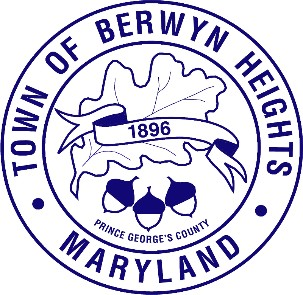 TOWN OF BERWYN HEIGHTS
1896
PRINCE GEORGE'S COUNTY
MARYLAND